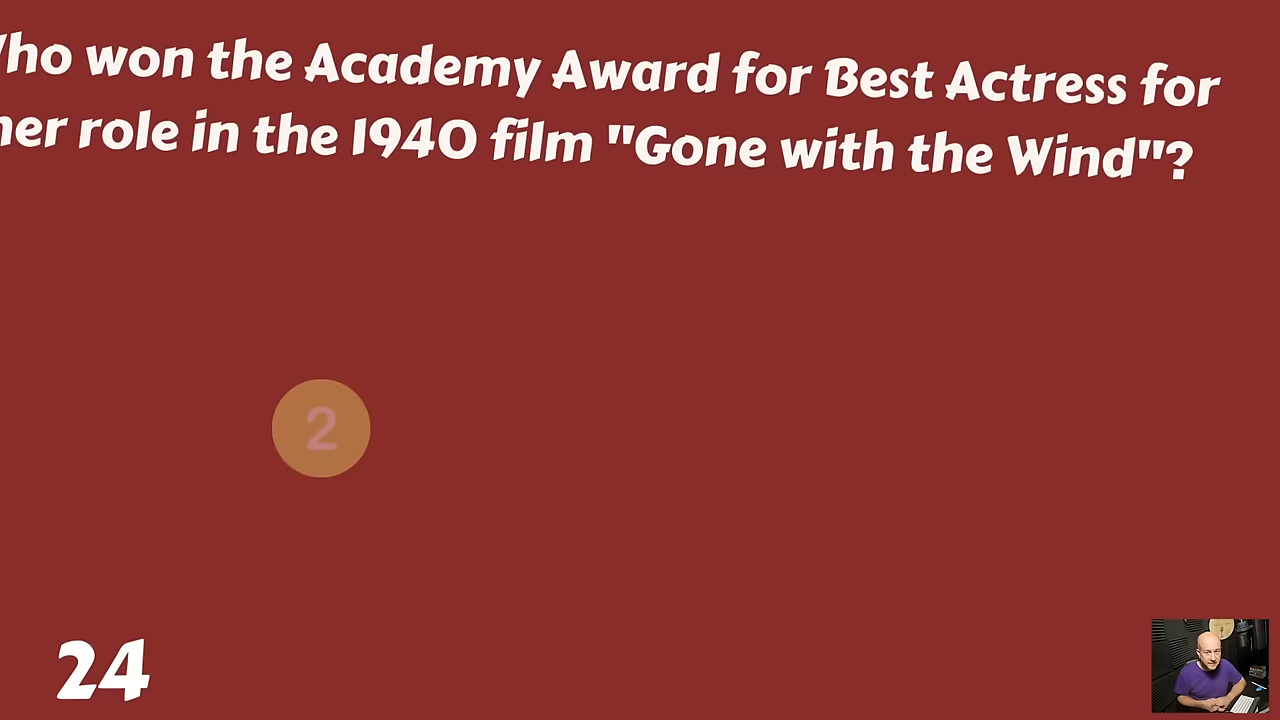 ho won the Academy Award for Best Actress for
her role in the 1940 film "Gone with the Wind"?
2
24